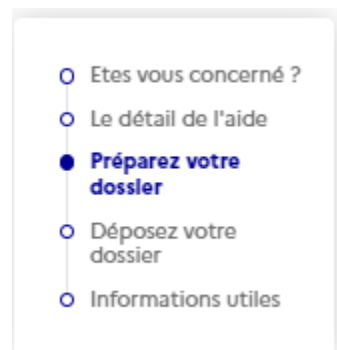 Etes vous concerné ?
Le détail de l'aide
Préparez votre
dossier
Déposez votre
dossier
Informations utiles